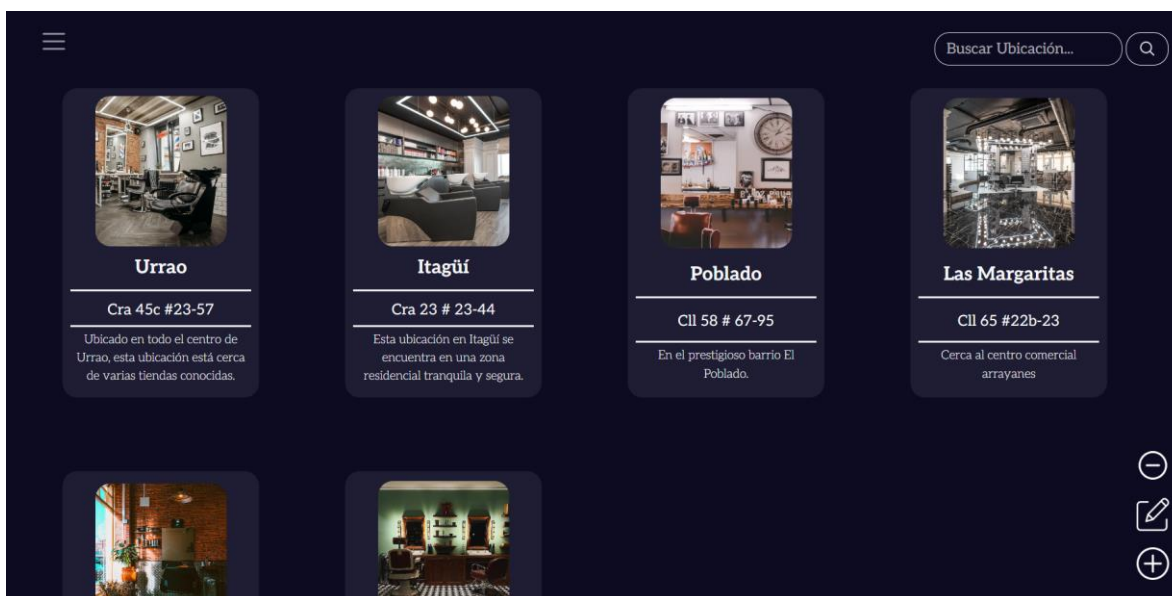 Buscar Ubicación...
Urrao
Cra 45c #23-57
Ubicado en todo el centro de
Urrao, esta ubicación está cerca
de varias tiendas conocidas.
Itagüí
Cra 23 # 23-44
Esta ubicación en Itagüí se
encuentra en una zona
residencial tranquila y segura.
Poblado
Cll 58 # 67-95
En el prestigioso barrio El
Poblado.
Las Margaritas
Cll 65 #22b-23
Cerca al centro comercial
arrayanes